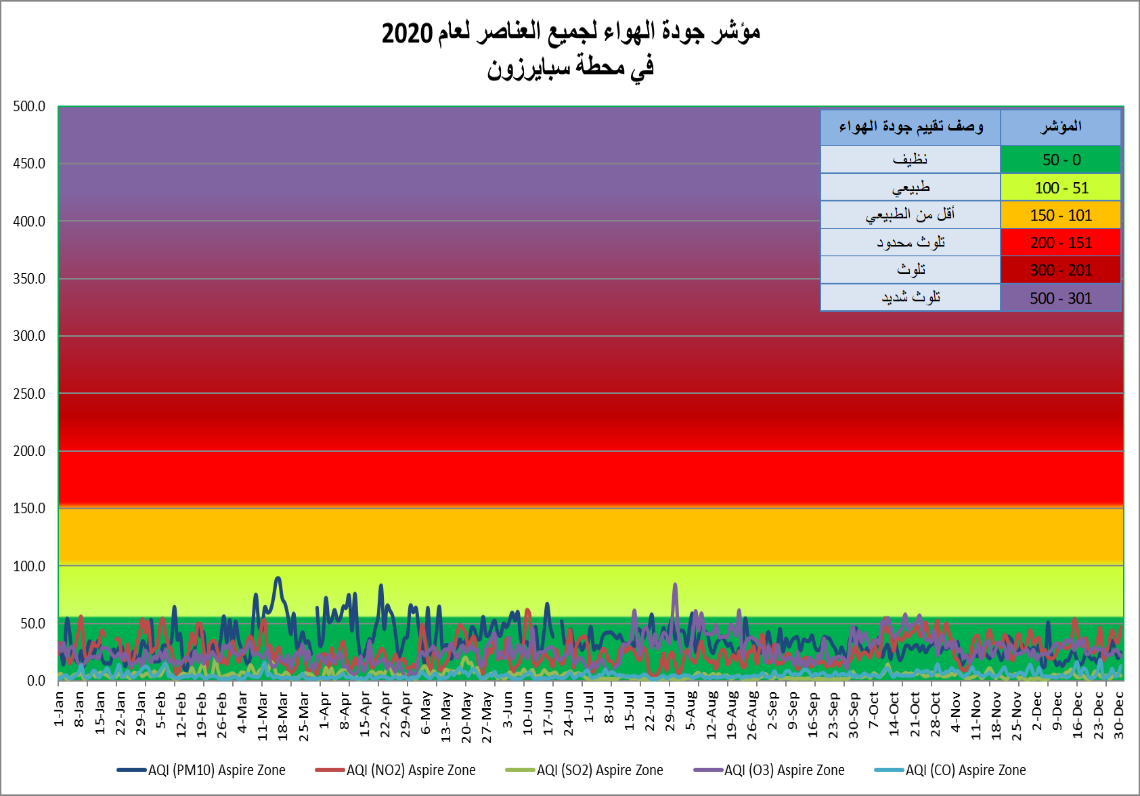 مؤشر جودة الهواء لجميع العناصر لعام 2020
في محطة سبايرزون
المؤشر وصف تقييم جودة الهواء
0 - 50 نظيف
51 - 100 طبيعي
101 - 150 أقل من الطبيعي
151 - 200 تلوث محدود
201 - 300 تلوث
301 - 500 تلوث شديد
500.0
450.0
400.0
350.0
300.0
250.0
200.0
150.0
100.0
50.0
0.0
1-Jan
8-Jan
15-Jan
22-Jan
29-Jan
5-Feb
12-Feb
19-Feb
26-Feb
4-Mar
11-Mar
18-Mar
25-Mar
1-Apr
8-Apr
15-Apr
22-Apr
29-Apr
6-May
13-May
20-May
27-May
3-Jun
10-Jun
17-Jun
24-Jun
1-Jul
8-Jul
15-Jul
22-Jul
29-Jul
5-Aug
12-Aug
19-Aug
26-Aug
2-Sep
9-Sep
16-Sep
23-Sep
30-Sep
7-Oct
14-Oct
21-Oct
28-Oct
4-Nov
11-Nov
18-Nov
25-Nov
2-Dec
9-Dec
16-Dec
23-Dec
30-Dec
AQI (PM10) Aspire Zone AQI (NO2) Aspire Zone AQI (SO2) Aspire Zone AQI (O3) Aspire Zone AQI (CO) Aspire Zone